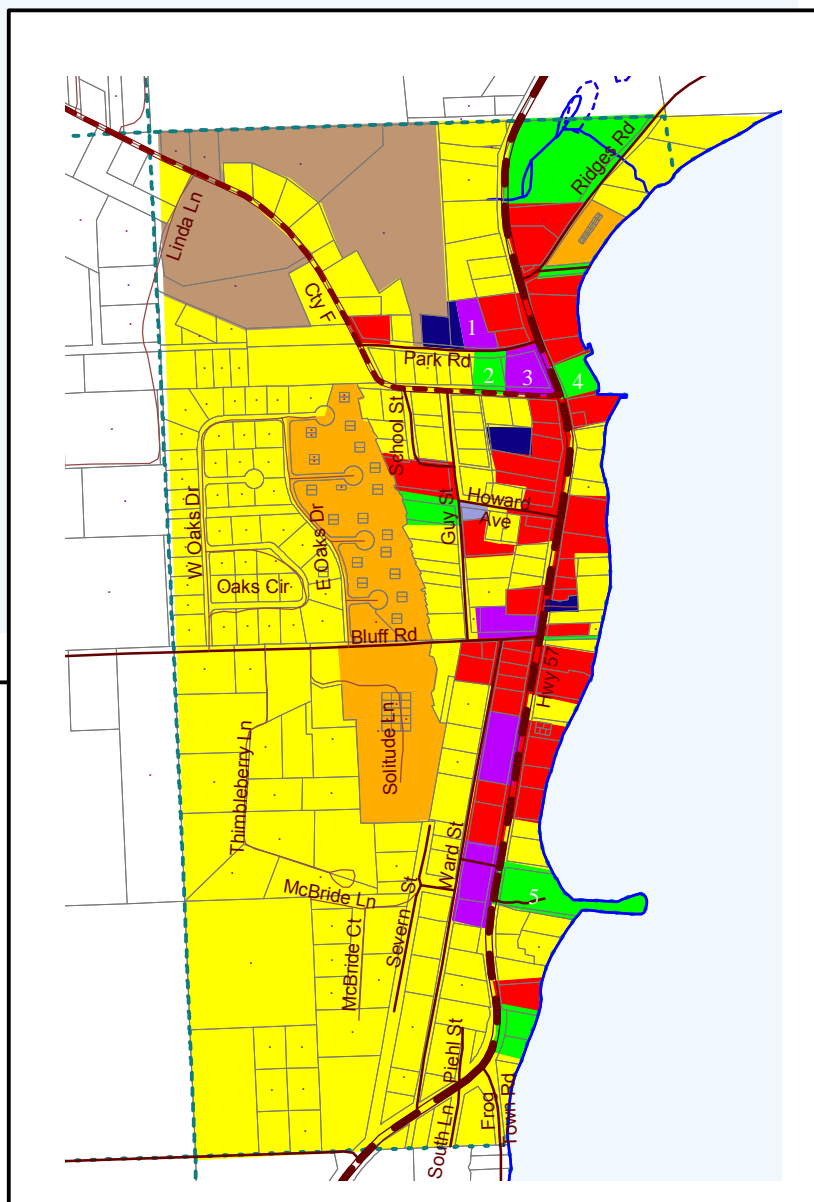 Ridges Rd
Linda Ln
Cty F
1
Park Rd
2
3
4
School St
W Oaks Dr
E Oaks Dr
Guy St
Howard
Ave
Oaks Cir
Bluff Rd
Hwy 57
Solitude Ln
Thimbleberry Ln
Ward St
McBride Ln
Severn St
5
McBride Ct
Piehl St
South Ln
Frog
Town Rd